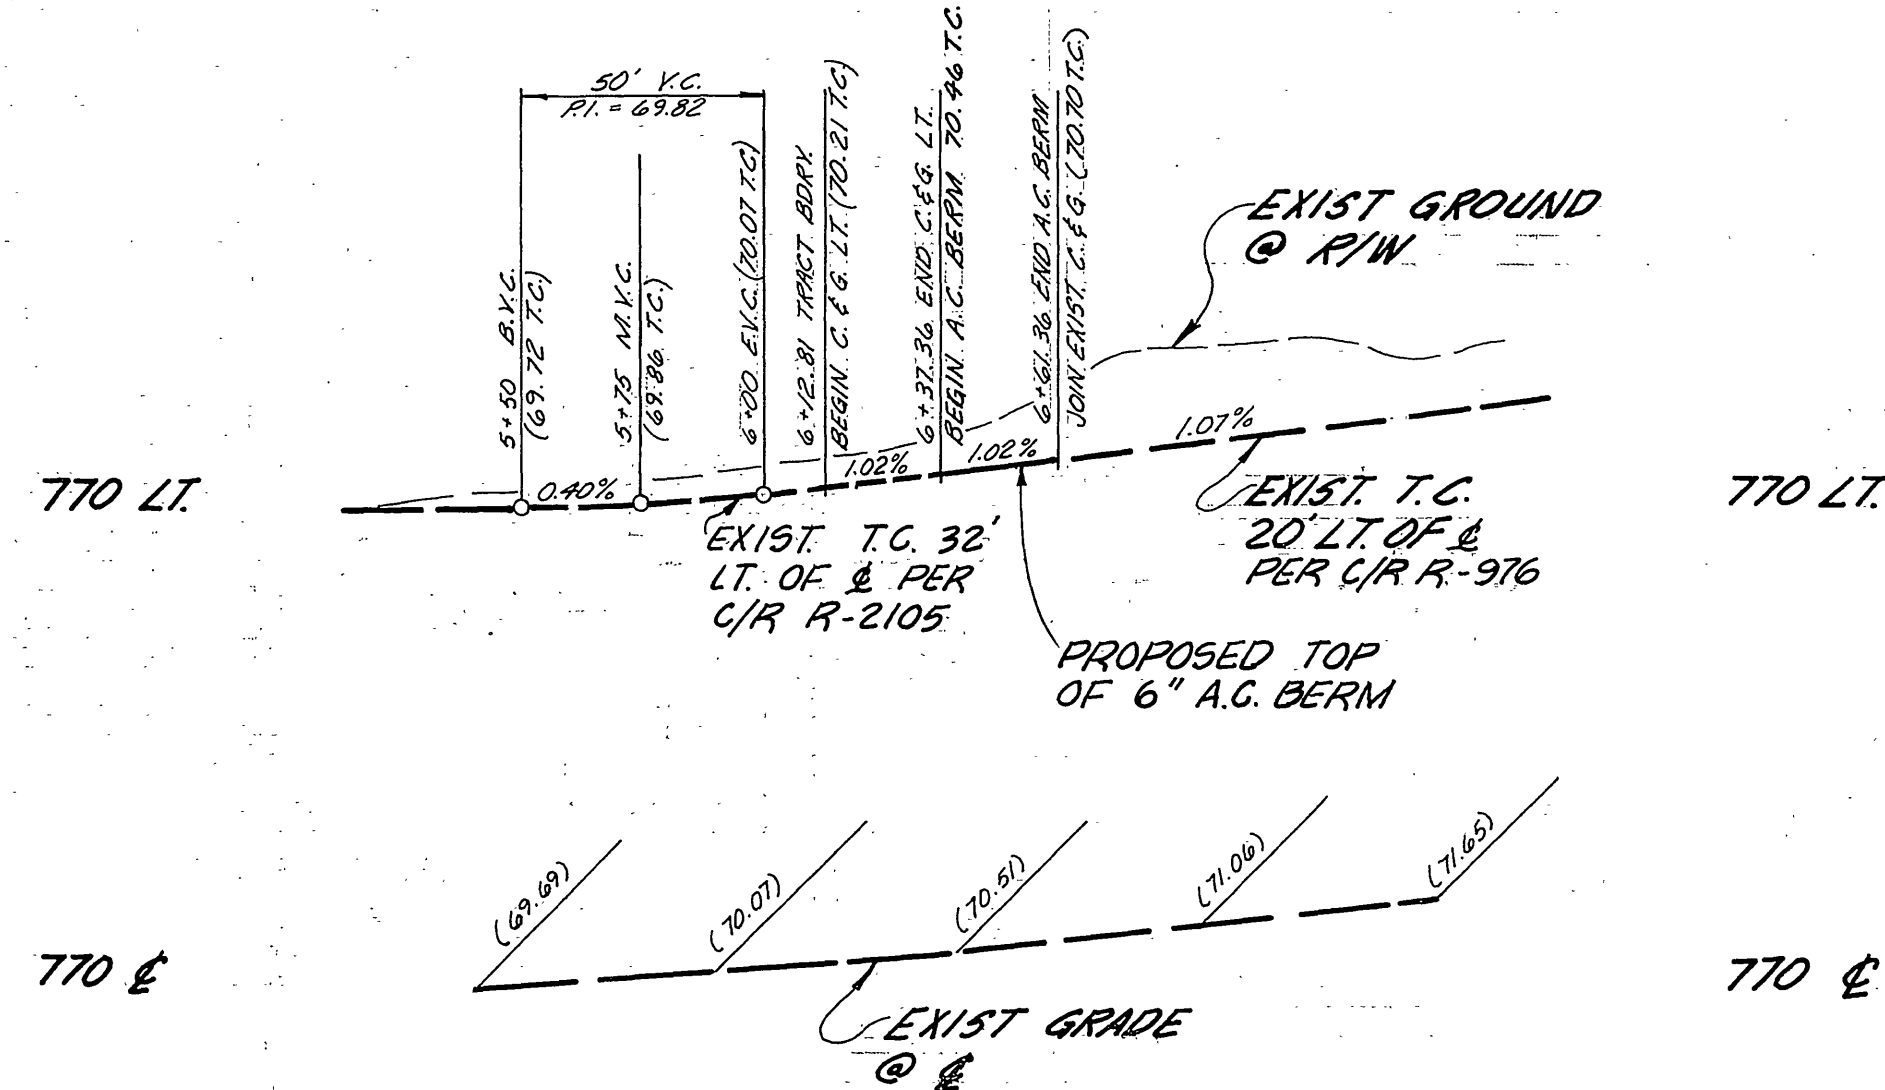 50' V.C.
P.I. = 69.82
5+50 B.V.C.
(69.72 T.C.)
5+75 M.V.C.
(69.86 T.C.)
6+00 E.V.C. (70.07 T.C.)
6+12.81 TRACT BDRY.
BEGIN C. & G. LT. (70.21 T.C.)
6+37.36 END C. & G. LT.
BEGIN A.C. BERM 70.46 T.C.
6+61.36 END A.C. BERM
JOIN EXIST. C. & G. (70.70 T.C.)
EXIST GROUND
@ R/W
770 LT.
0.40%
1.02%
1.02%
1.07%
770 LT.
EXIST. T.C. 32'
LT. OF ℄ PER
C/R R-2105
EXIST. T.C.
20' LT. OF ℄
PER C/R R-976
PROPOSED TOP
OF 6" A.C. BERM
(69.69)
(70.07)
(70.51)
(71.06)
(71.65)
770 ℄
770 ℄
EXIST GRADE
@ ℄